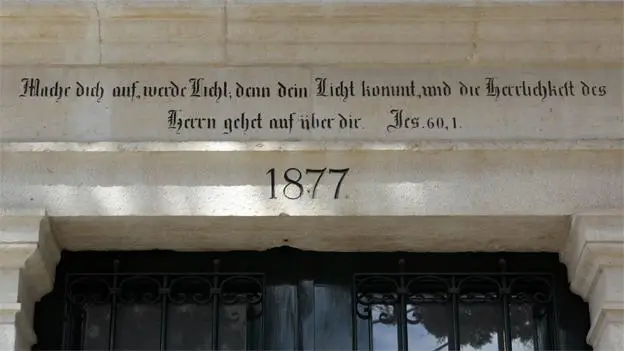 Mache dich auf, werde Licht; denn dein Licht kommt, und die Herrlichkeit des
Herrn gehet auf über dir. Jes. 60, 1.
1877